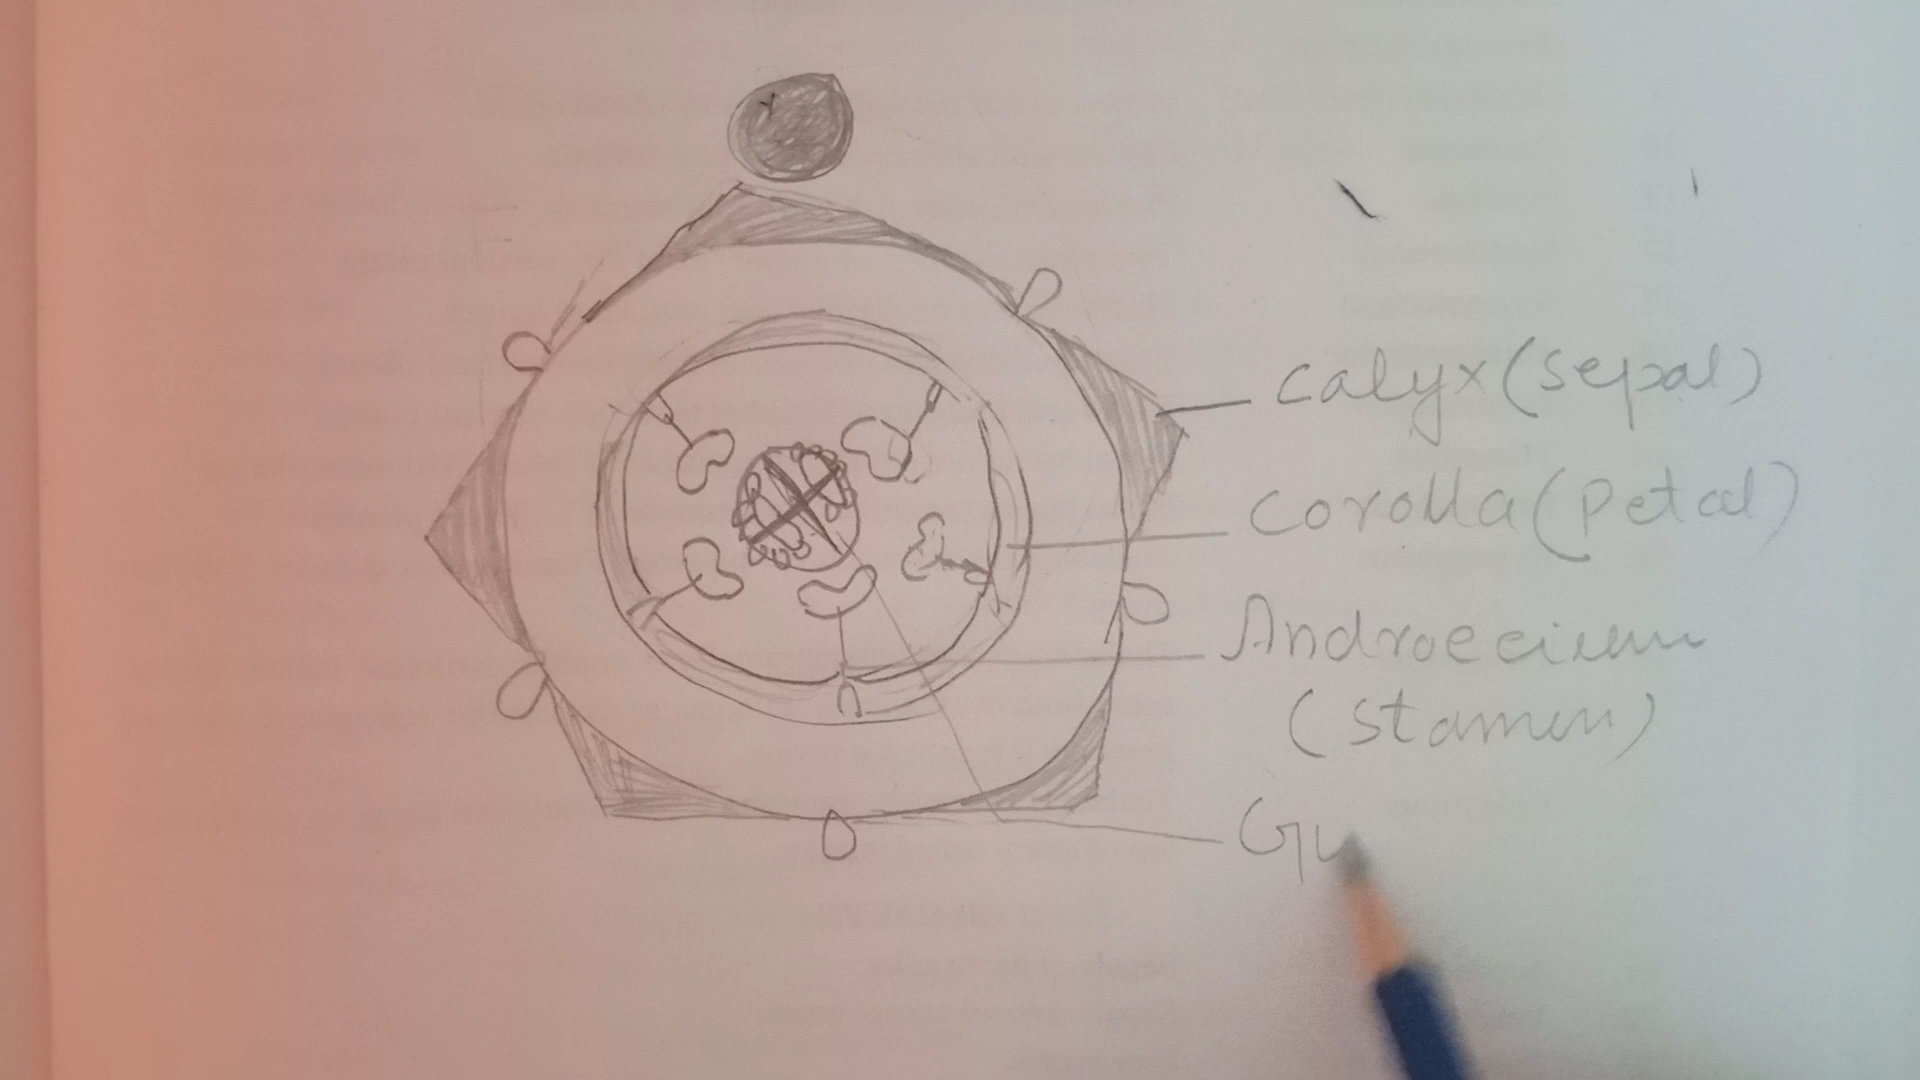 calyx (sepal)
corolla (petal)
Androecium
(stamen)
Gy